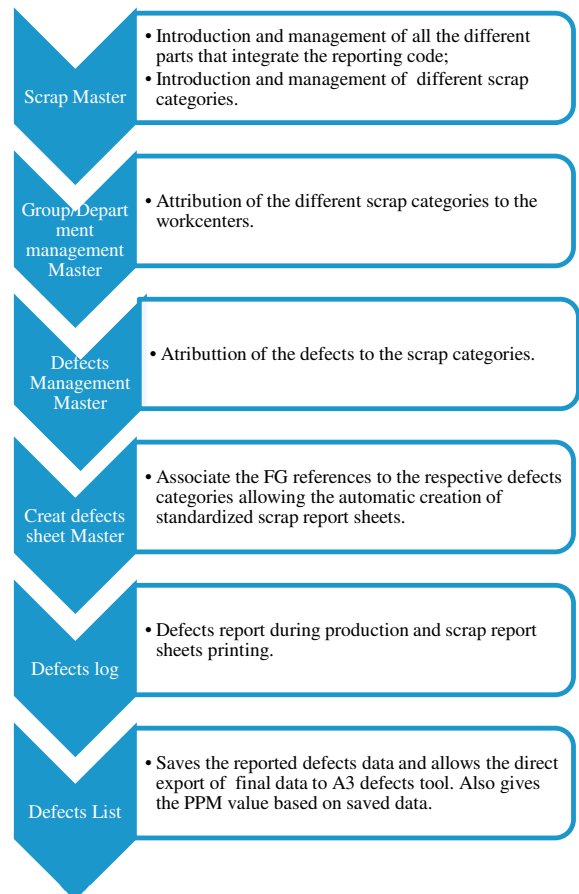 Scrap Master
• Introduction and management of all the different
parts that integrate the reporting code;
• Introduction and management of different scrap
categories.
Group/Depart
ment
management
Master
• Attribution of the different scrap categories to the
workcenters.
Defects
Management
Master
• Atributtion of the defects to the scrap categories.
Creat defects
sheet Master
• Associate the FG references to the respective defects
categories allowing the automatic creation of
standardized scrap report sheets.
Defects log
• Defects report during production and scrap report
sheets printing.
Defects List
• Saves the reported defects data and allows the direct
export of final data to A3 defects tool. Also gives
the PPM value based on saved data.